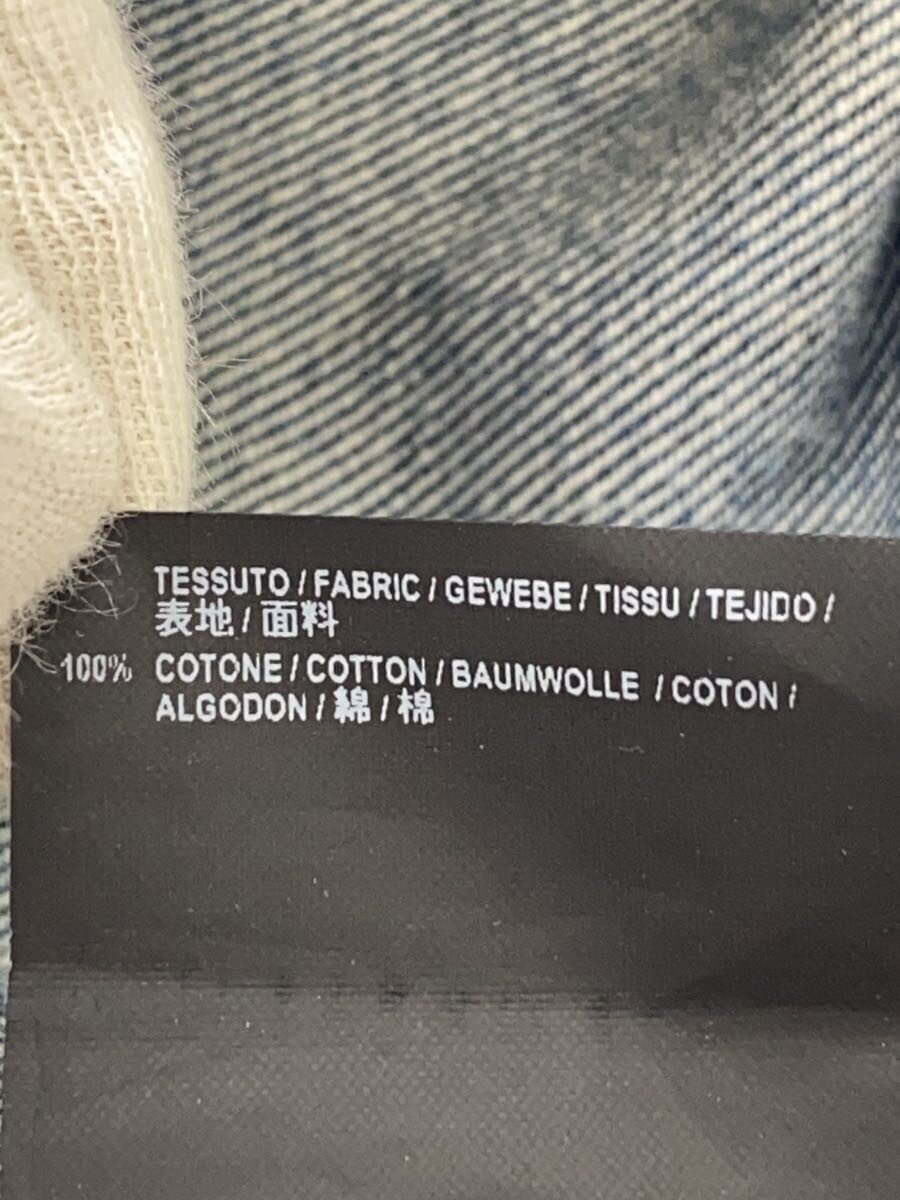 TESSUTO / FABRIC / GEWEBE / TISSU / TEJIDO /
表地 / 面料
100% COTONE / COTTON / BAUMWOLLE / COTON /
ALGODON / 綿 / 棉